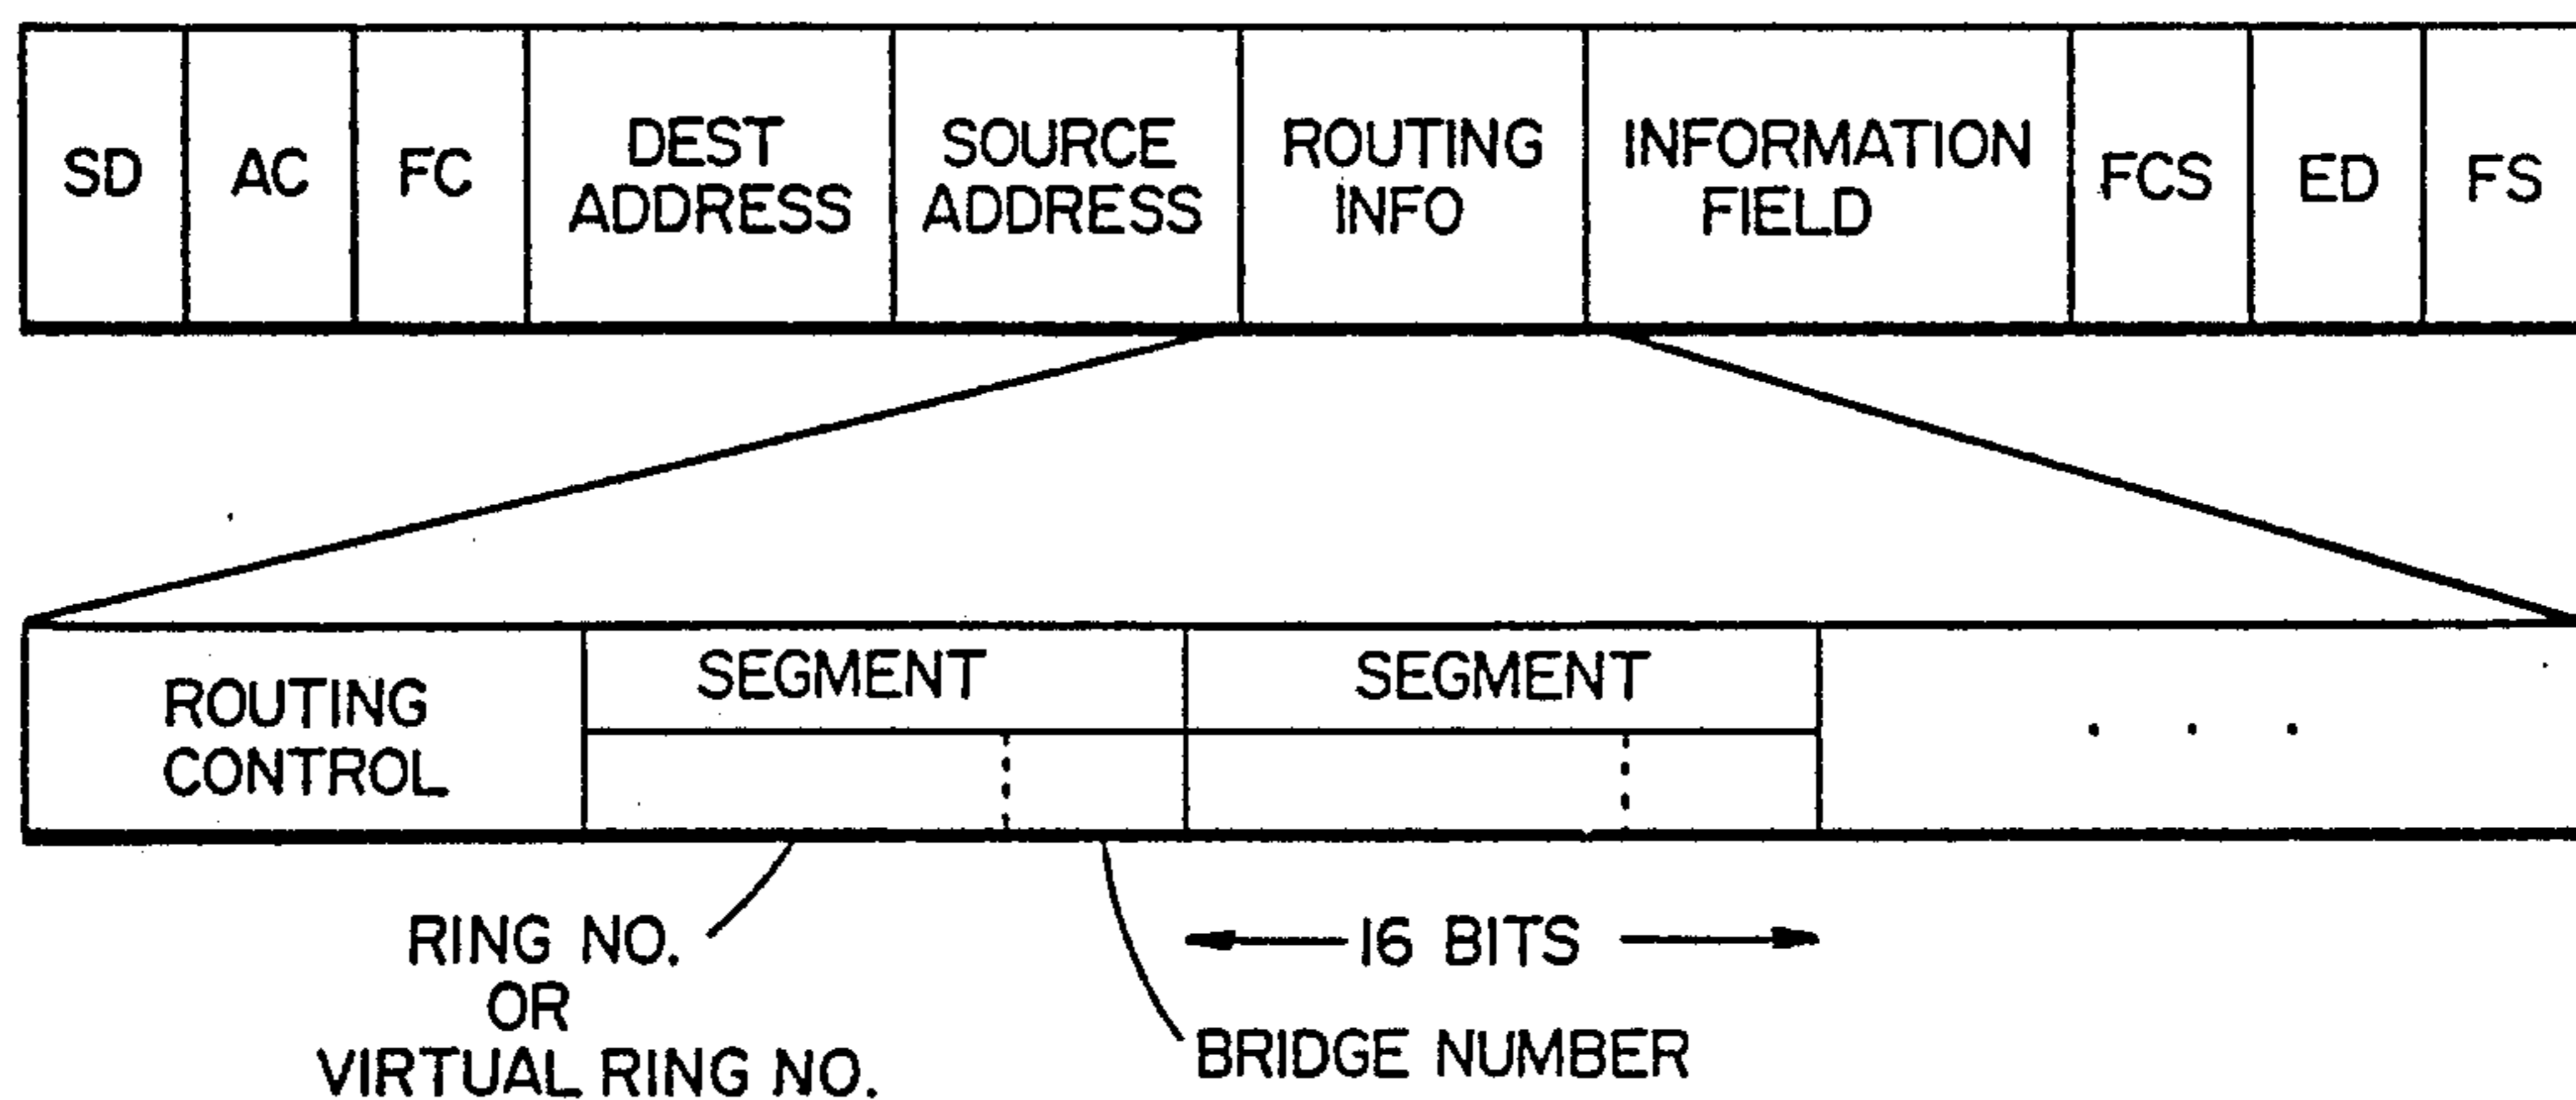 SD
AC
FC
DEST
ADDRESS
SOURCE
ADDRESS
ROUTING
INFO
INFORMATION
FIELD
FCS
ED
FS
ROUTING
CONTROL
SEGMENT
SEGMENT
. . .
RING NO.
OR
VIRTUAL RING NO.
16 BITS
BRIDGE NUMBER